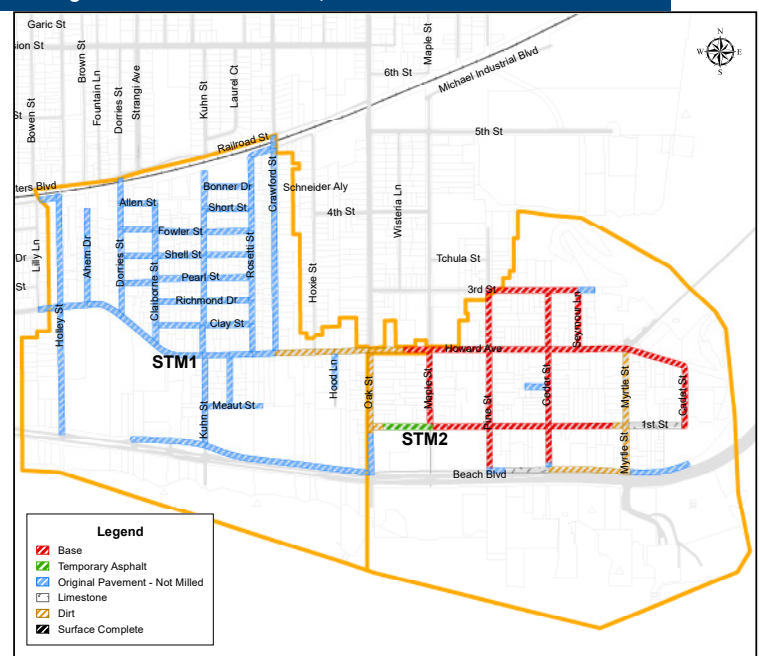 Garic St
sion St
Bowen St
Brown St
Fountain Ln
Dorries St
Strangi Ave
Kuhn St
Laurel Ct
Maple St
6th St
Michael Industrial Blvd
N
W
E
S
5th St
St
Railroad St
ters Blvd
Bonner Dr
Crawford St
Schneider Aly
Allen St
Short St
4th St
Wisteria Ln
Lilly Ln
Ahern Dr
Dorries St
Fowler St
Rosetti St
Dr
Shell St
Tchula St
St
Claiborne St
Pearl St
Hoxie St
3rd St
Richmond Dr
Seymour Ln
Holley St
Clay St
STM1
Howard Ave
Hood Ln
Oak St
Maple St
Pine St
Cedar St
Myrtle St
Cadat St
Kuhn St
Meaut St
STM2
1st St
Myrtle St
Beach Blvd
Legend
Base
Temporary Asphalt
Original Pavement - Not Milled
Limestone
Dirt
Surface Complete